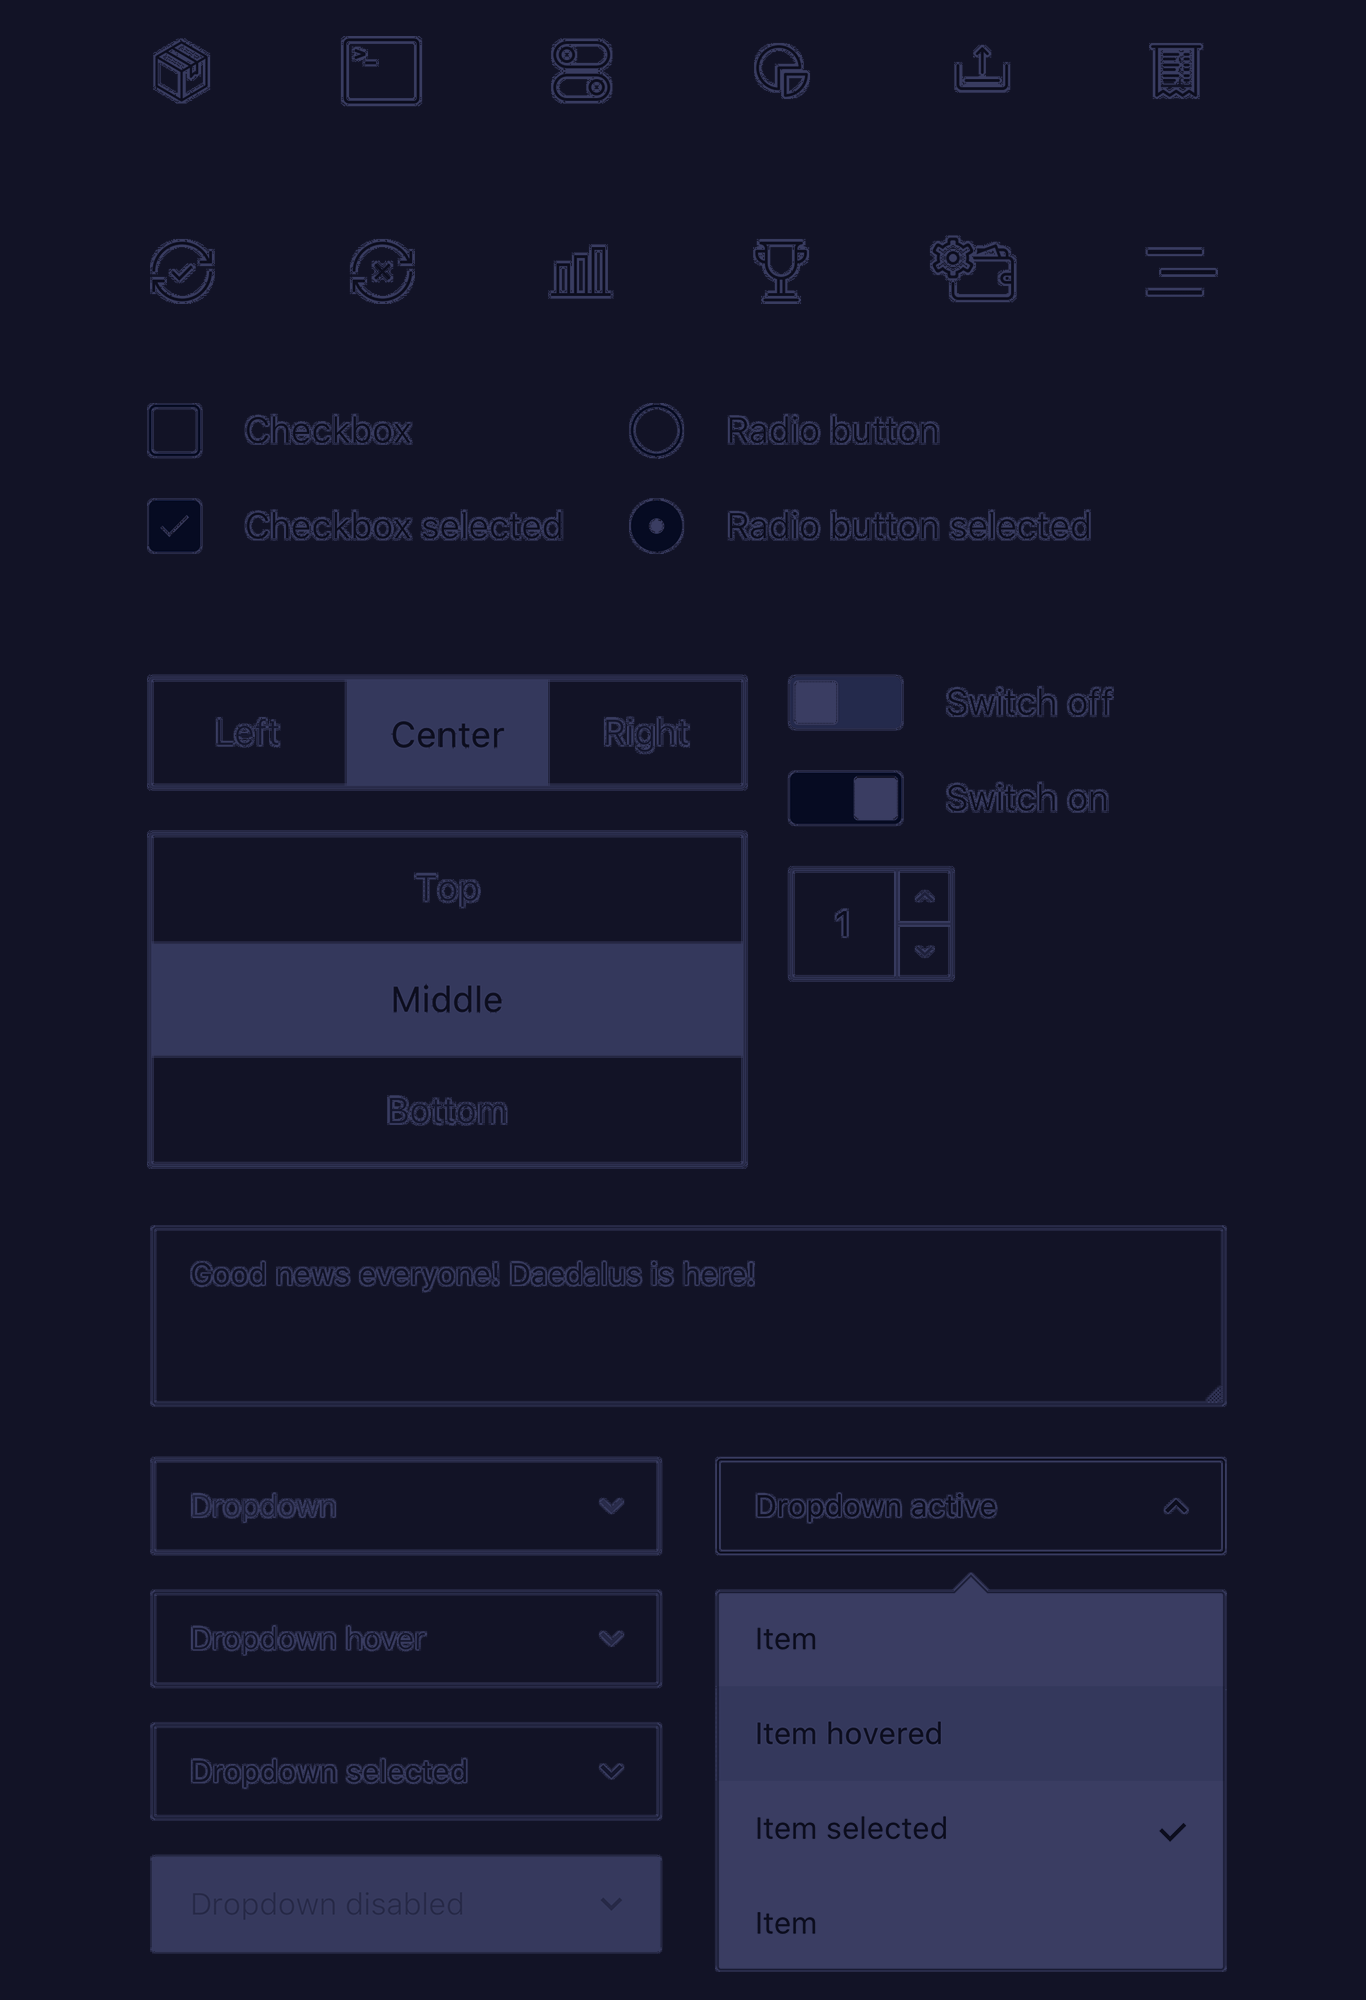 Checkbox
Radio button
Checkbox selected
Radio button selected
Left
Center
Right
Switch off
Switch on
Top
Middle
Bottom
1
Good news everyone! Daedalus is here!
Dropdown
Dropdown active
Dropdown hover
Dropdown selected
Dropdown disabled
Item
Item hovered
Item selected
Item